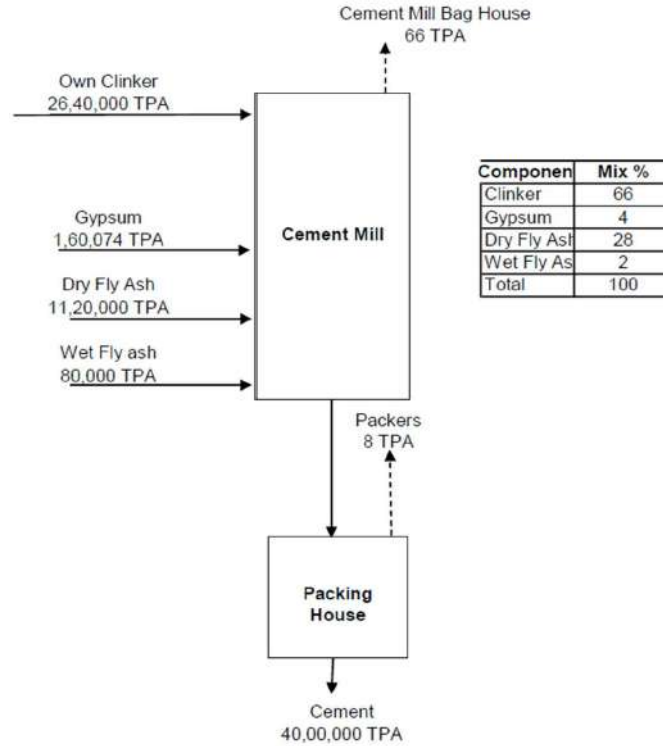 Cement Mill Bag House
66 TPA
Own Clinker
26,40,000 TPA
Gypsum
1,60,074 TPA
Dry Fly Ash
11,20,000 TPA
Wet Fly ash
80,000 TPA
Cement Mill
Componen Mix %
Clinker 66
Gypsum 4
Dry Fly Ash 28
Wet Fly As 2
Total 100
Packers
8 TPA
Packing
House
Cement
40,00,000 TPA